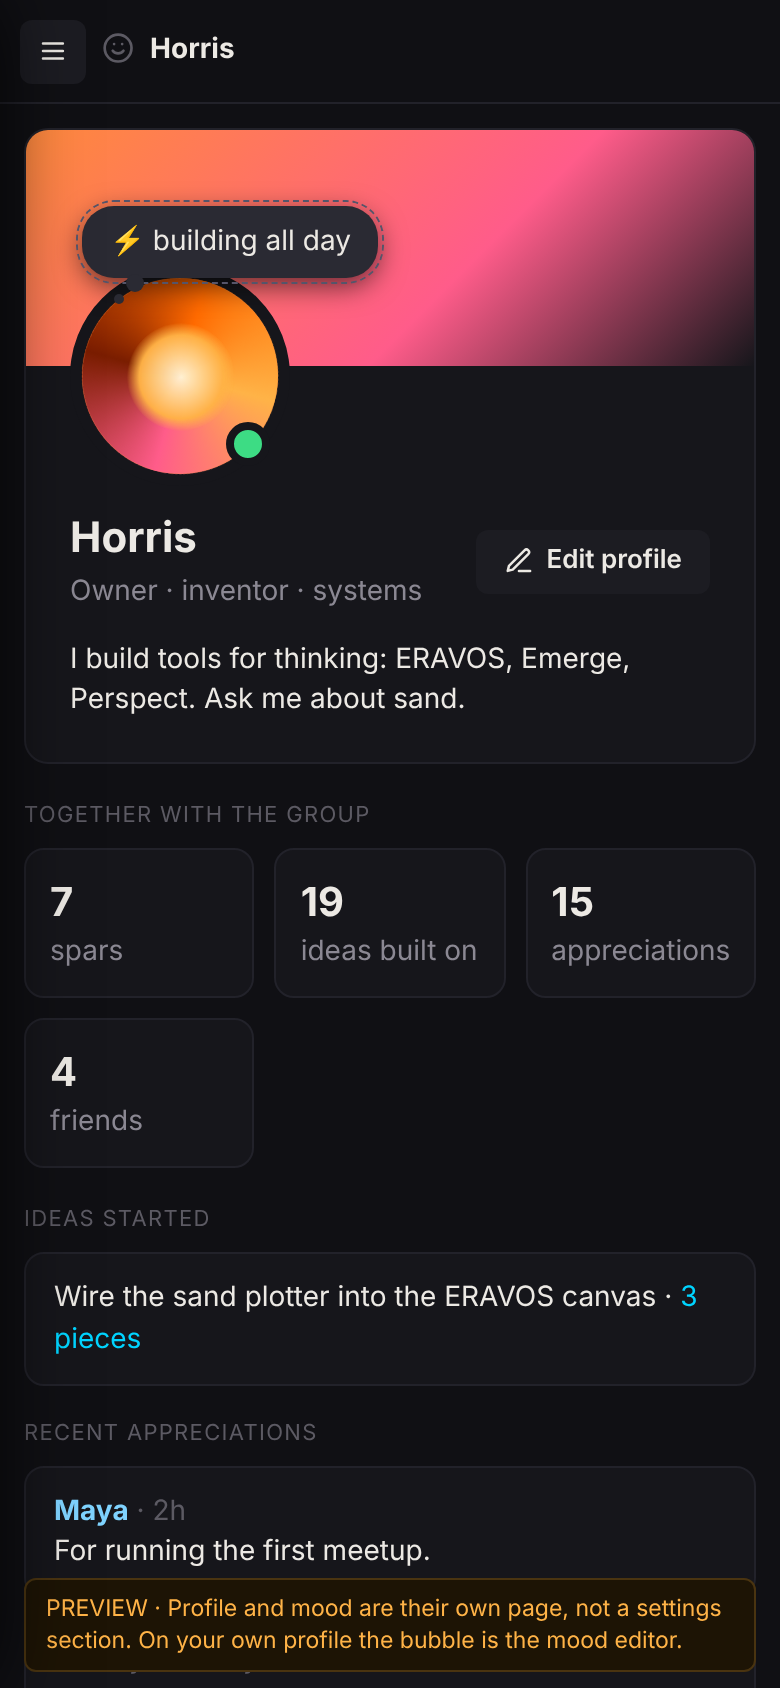 Horris
⚡ building all day
Horris
Edit profile
Owner · inventor · systems
I build tools for thinking: ERAVOS, Emerge,
Perspect. Ask me about sand.
TOGETHER WITH THE GROUP
7
spars
19
ideas built on
15
appreciations
4
friends
IDEAS STARTED
Wire the sand plotter into the ERAVOS canvas · 3
pieces
RECENT APPRECIATIONS
Maya · 2h
For running the first meetup.
PREVIEW · Profile and mood are their own page, not a settings
section. On your own profile the bubble is the mood editor.